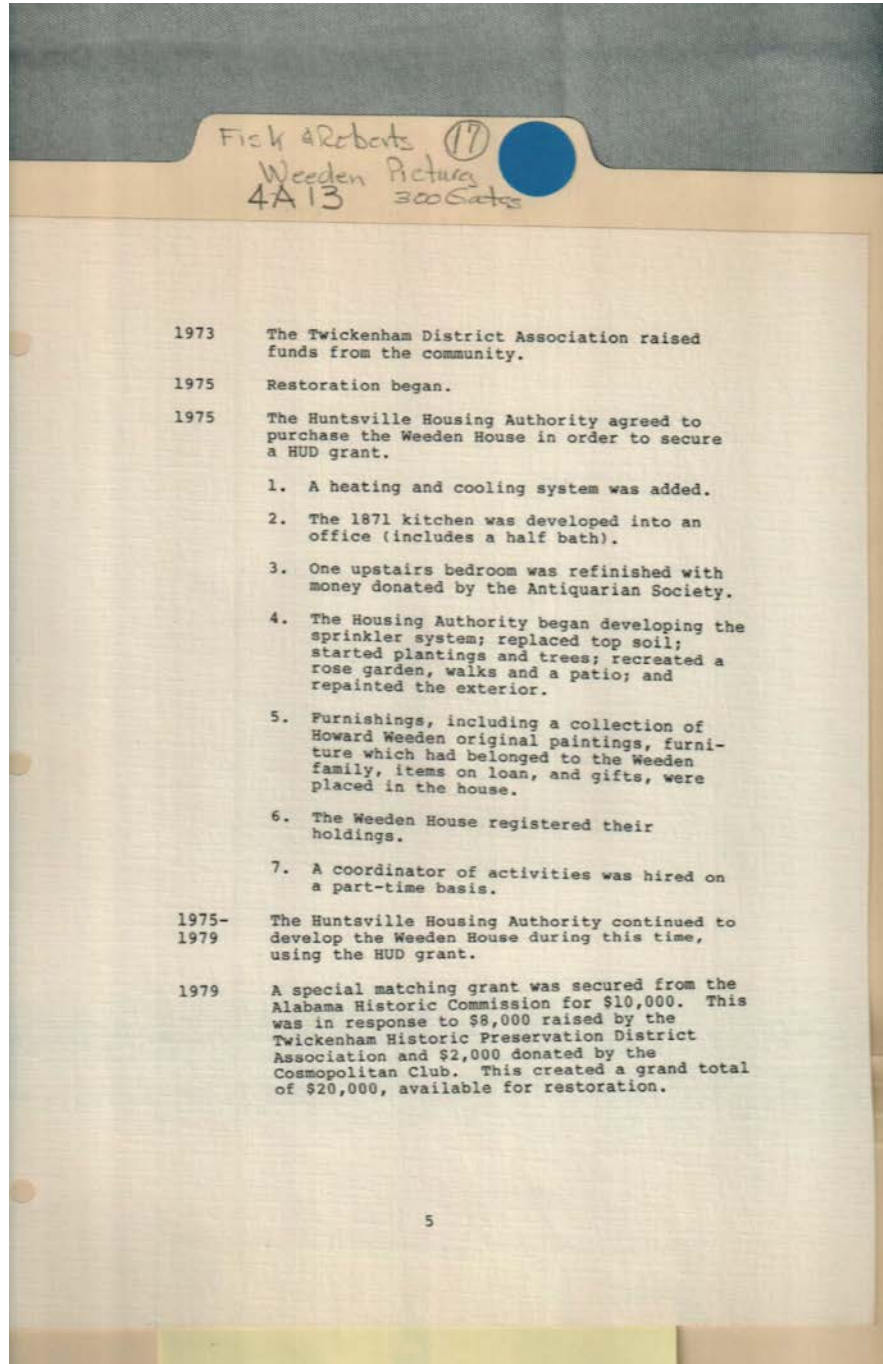 Fisk & Roberts 17
Weeden Picture
4A13 300 Gates
1973 The Twickenham District Association raised
funds from the community.
1975 Restoration began.
1975 The Huntsville Housing Authority agreed to
purchase the Weeden House in order to secure
a HUD grant.
1. A heating and cooling system was added.
2. The 1871 kitchen was developed into an
office (includes a half bath).
3. One upstairs bedroom was refinished with
money donated by the Antiquarian Society.
4. The Housing Authority began developing the
sprinkler system; replaced top soil;
started plantings and trees; recreated a
rose garden, walks and a patio; and
repainted the exterior.
5. Furnishings, including a collection of
Howard Weeden original paintings, furni-
ture which had belonged to the Weeden
family, items on loan, and gifts, were
placed in the house.
6. The Weeden House registered their
holdings.
7. A coordinator of activities was hired on
a part-time basis.
1975- The Huntsville Housing Authority continued to
1979 develop the Weeden House during this time,
using the HUD grant.
1979 A special matching grant was secured from the
Alabama Historic Commission for $10,000. This
was in response to $8,000 raised by the
Twickenham Historic Preservation District
Association and $2,000 donated by the
Cosmopolitan Club. This created a grand total
of $20,000, available for restoration.
5